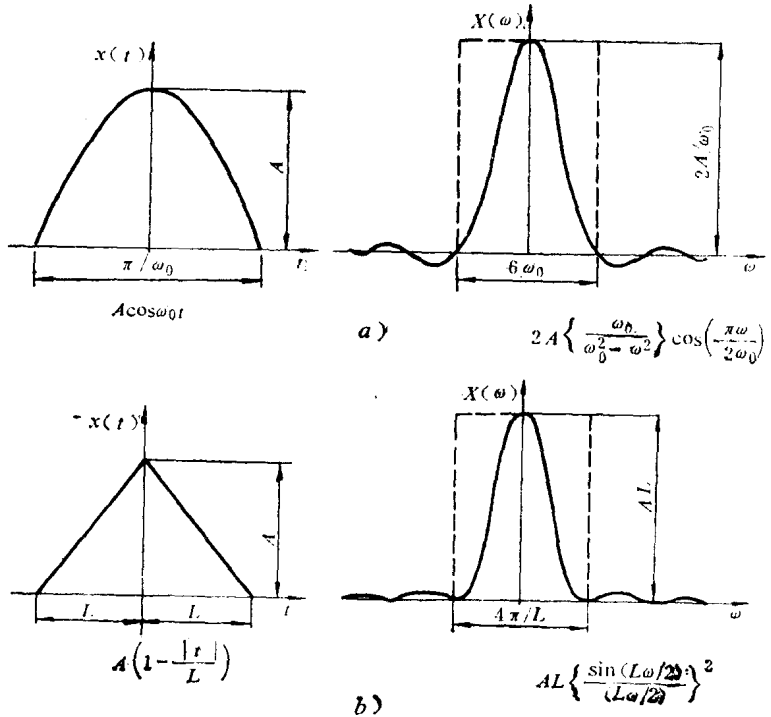 x(t)
A
t
π/ω₀
Acosω₀t
X(ω)
2A/ω₀
6ω₀
ω
a)
2A{ω₀/(ω₀² − ω²)}cos(πω/2ω₀)
x(t)
A
L
L
t
A(1−|t|/L)
X(ω)
AL
4π/L
ω
b)
AL{sin(Lω/2)/(Lω/2)}²